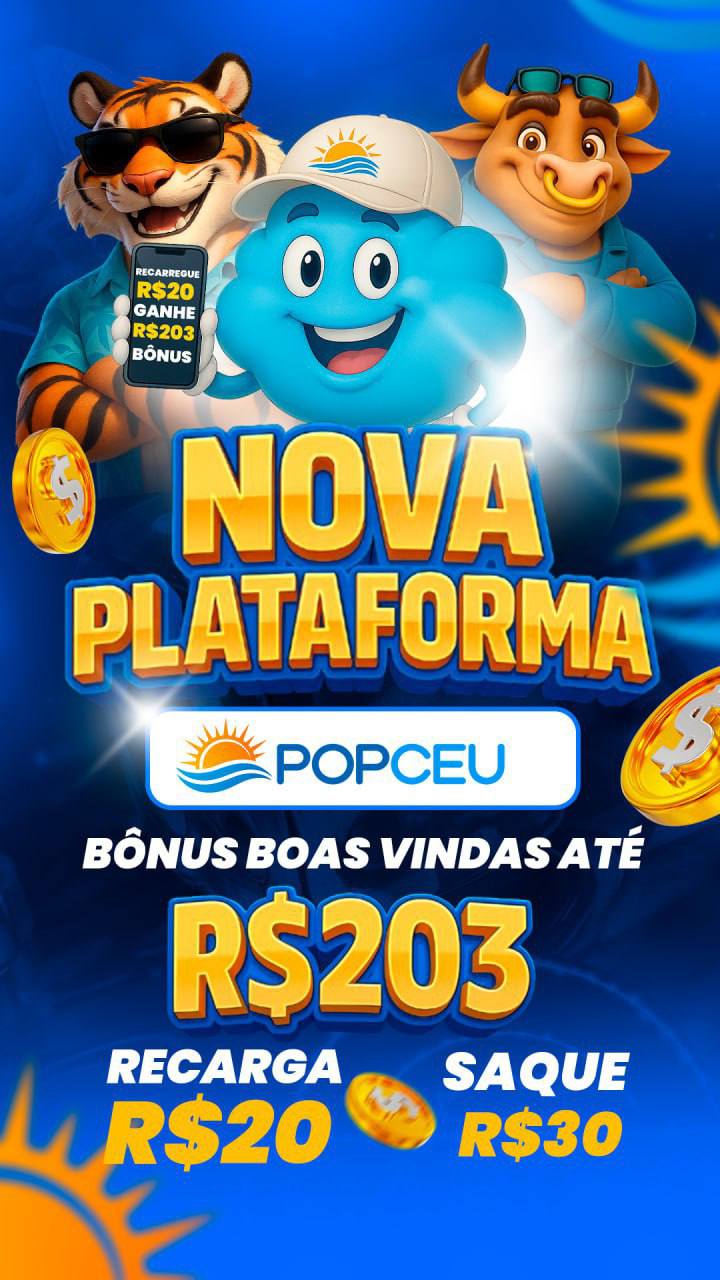 RECARREGUE
R$20
GANHE
R$203
BÔNUS
NOVA
PLATAFORMA
POPCEU
BÔNUS BOAS VINDAS ATÉ
R$203
RECARGA
R$20
SAQUE
R$30